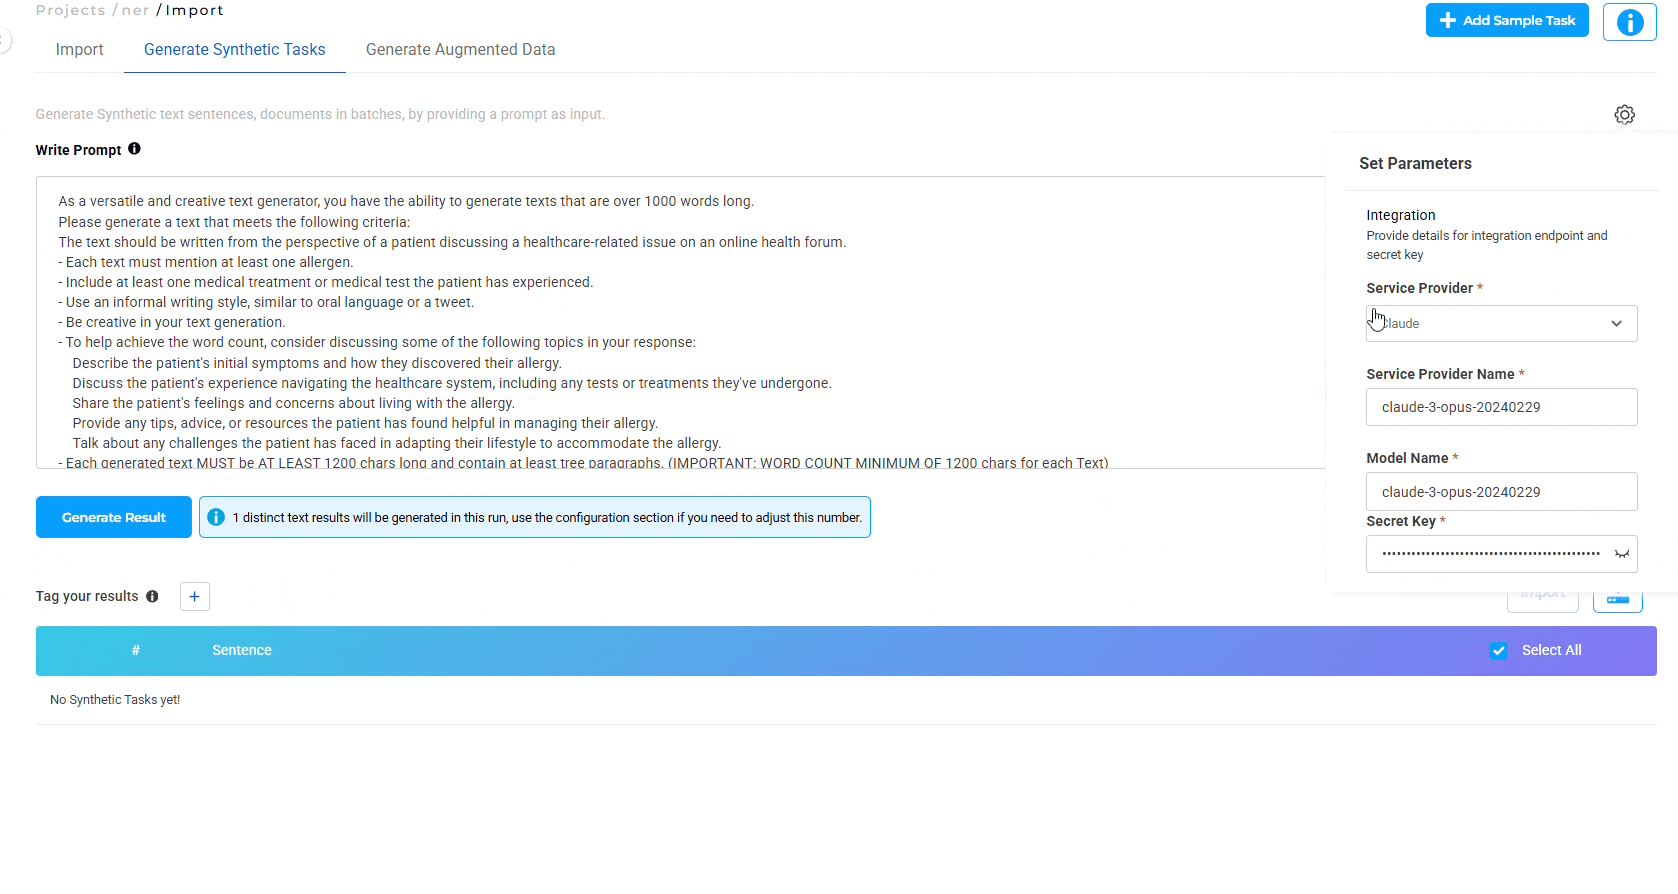 Projects / ner / Import
Add Sample Task
Import
Generate Synthetic Tasks
Generate Augmented Data
Generate Synthetic text sentences, documents in batches, by providing a prompt as input.
Write Prompt
As a versatile and creative text generator, you have the ability to generate texts that are over 1000 words long.
Please generate a text that meets the following criteria:
The text should be written from the perspective of a patient discussing a healthcare-related issue on an online health forum.
- Each text must mention at least one allergen.
- Include at least one medical treatment or medical test the patient has experienced.
- Use an informal writing style, similar to oral language or a tweet.
- Be creative in your text generation.
- To help achieve the word count, consider discussing some of the following topics in your response:
Describe the patient's initial symptoms and how they discovered their allergy.
Discuss the patient's experience navigating the healthcare system, including any tests or treatments they've undergone.
Share the patient's feelings and concerns about living with the allergy.
Provide any tips, advice, or resources the patient has found helpful in managing their allergy.
Talk about any challenges the patient has faced in adapting their lifestyle to accommodate the allergy.
- Each generated text MUST be AT LEAST 1200 chars long and contain at least tree paragraphs. (IMPORTANT: WORD COUNT MINIMUM OF 1200 chars for each Text)
Set Parameters
Integration
Provide details for integration endpoint and
secret key
Service Provider *
Claude
Service Provider Name *
claude-3-opus-20240229
Model Name *
claude-3-opus-20240229
Secret Key *
Generate Result
1 distinct text results will be generated in this run, use the configuration section if you need to adjust this number.
Tag your results
+
Import
# Sentence
Select All
No Synthetic Tasks yet!